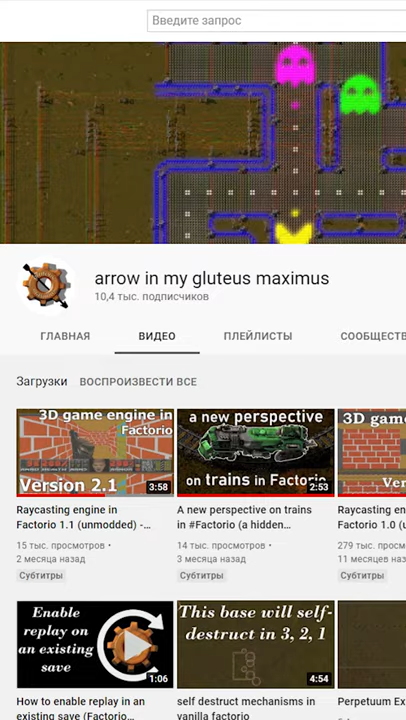 Введите запрос
arrow in my gluteus maximus
10,4 тыс. подписчиков
ГЛАВНАЯ
ВИДЕО
ПЛЕЙЛИСТЫ
СООБЩЕСТВ
Загрузки
ВОСПРОИЗВЕСТИ ВСЕ
3D game engine in
Factorio
Version 2.1
3:58
a new perspective
on trains in Factorio
2:53
3D game
Ver
Raycasting engine in
Factorio 1.1 (unmodded) -...
15 тыс. просмотров •
2 месяца назад
Субтитры
A new perspective on trains
in #Factorio (a hidden...
14 тыс. просмотров •
3 месяца назад
Субтитры
Raycasting en
Factorio 1.0 (u
279 тыс. просм
11 месяцев наз
Субтитры
Enable
replay on
an existing
save
1:06
This base will self-
destruct in 3, 2, 1
4:54
How to enable replay in an
existing save (Factorio
self destruct mechanisms in
vanilla factorio
Perpetuum Ex